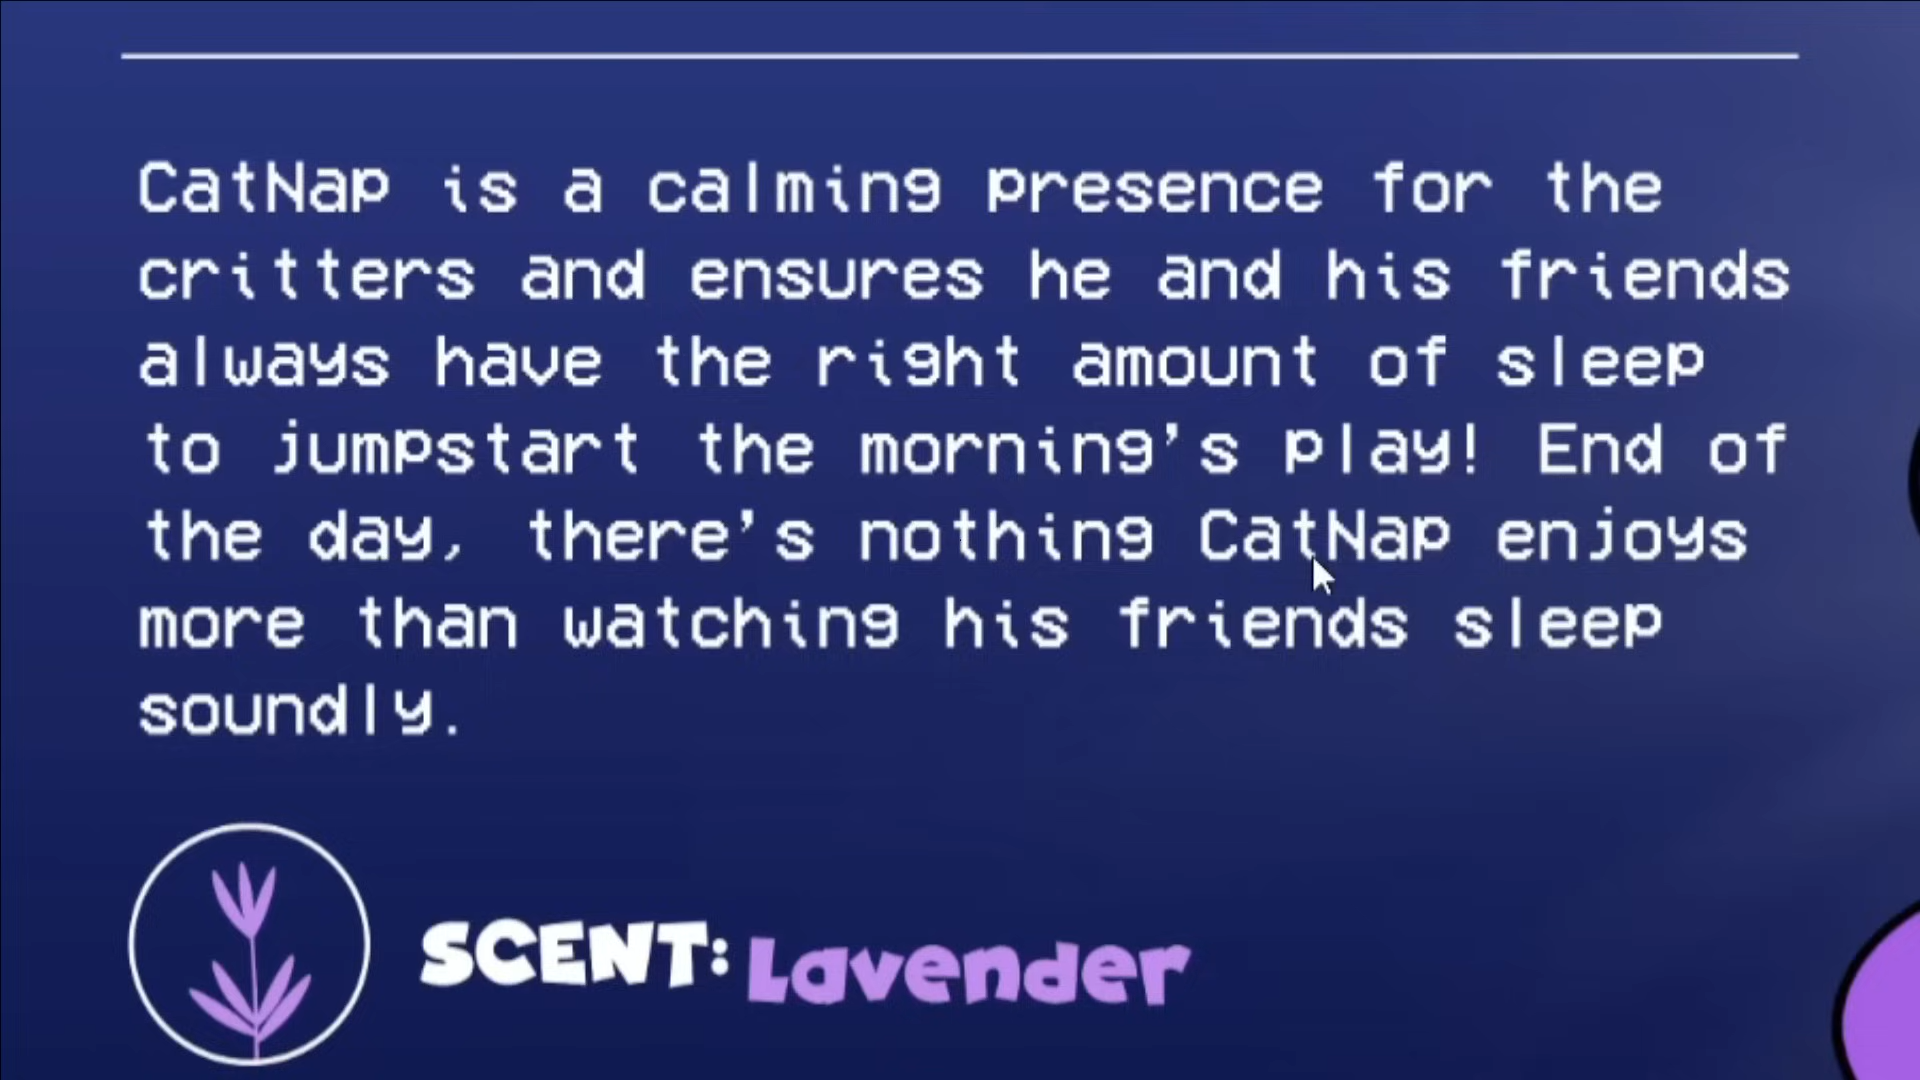 CatNap is a calming presence for the
critters and ensures he and his friends
always have the right amount of sleep
to jumpstart the morning's play! End of
the day, there's nothing CatNap enjoys
more than watching his friends sleep
soundly.
SCENT: Lavender